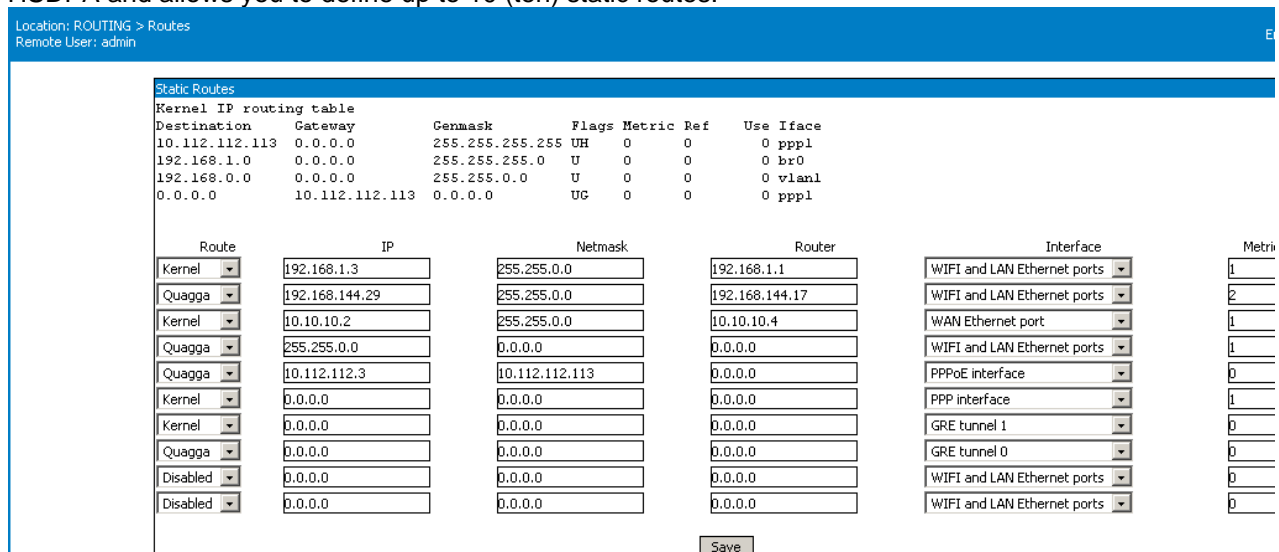 HSDPA and allows you to define up to 10 (ten) static routes.
Location: ROUTING > Routes
Remote User: admin
Static Routes
Kernel IP routing table
Destination Gateway Genmask Flags Metric Ref Use Iface
10.112.112.113 0.0.0.0 255.255.255.255 UH 0 0 0 ppp1
192.168.1.0 0.0.0.0 255.255.255.0 U 0 0 0 br0
192.168.0.0 0.0.0.0 255.255.0.0 U 0 0 0 vlan1
0.0.0.0 10.112.112.113 0.0.0.0 UG 0 0 0 ppp1
Route IP Netmask Router Interface Metric
Kernel 192.168.1.3 255.255.0.0 192.168.1.1 WIFI and LAN Ethernet ports 1
Quagga 192.168.144.29 255.255.0.0 192.168.144.17 WIFI and LAN Ethernet ports 2
Kernel 10.10.10.2 255.255.0.0 10.10.10.4 WAN Ethernet port 1
Quagga 255.255.0.0 0.0.0.0 0.0.0.0 WIFI and LAN Ethernet ports 1
Quagga 10.112.112.3 10.112.112.113 0.0.0.0 PPPoE interface 0
Kernel 0.0.0.0 0.0.0.0 0.0.0.0 PPP interface 1
Kernel 0.0.0.0 0.0.0.0 0.0.0.0 GRE tunnel 1 0
Quagga 0.0.0.0 0.0.0.0 0.0.0.0 GRE tunnel 0 0
Disabled 0.0.0.0 0.0.0.0 0.0.0.0 WIFI and LAN Ethernet ports 0
Disabled 0.0.0.0 0.0.0.0 0.0.0.0 WIFI and LAN Ethernet ports 0
Save